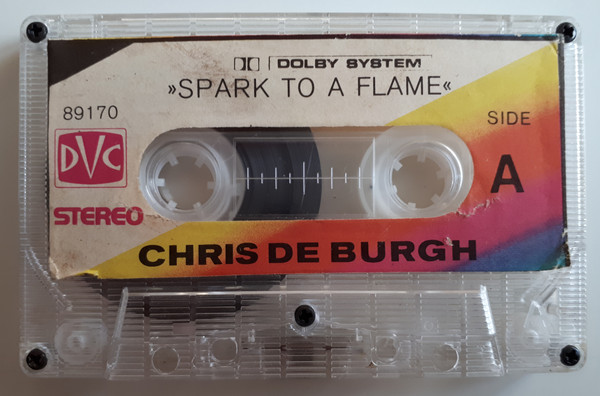 DOLBY SYSTEM
»SPARK TO A FLAME«
89170
SIDE
DVC
A
STEREO
CHRIS DE BURGH